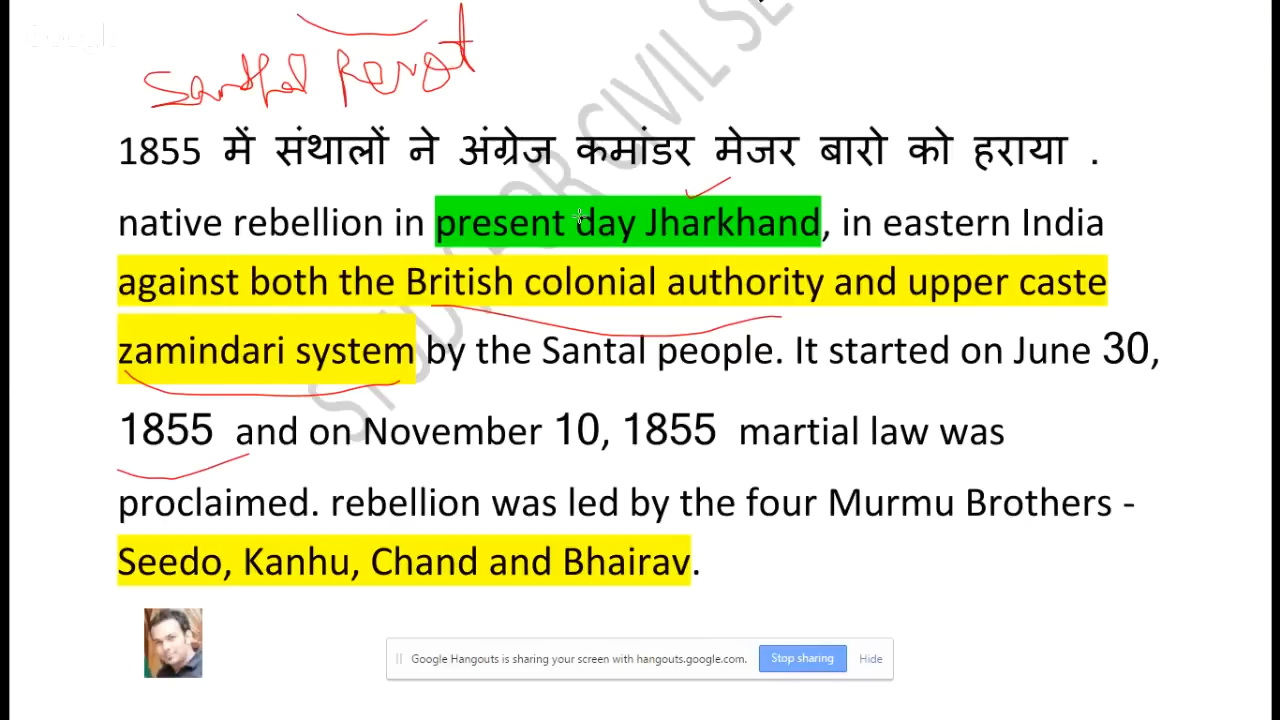 Google
Santhal Revolt
1855 में संथालों ने अंग्रेज कमांडर मेजर बारो को हराया .
native rebellion in present day Jharkhand, in eastern India
against both the British colonial authority and upper caste
zamindari system by the Santal people. It started on June 30,
1855 and on November 10, 1855 martial law was
proclaimed. rebellion was led by the four Murmu Brothers -
Seedo, Kanhu, Chand and Bhairav.
Google Hangouts is sharing your screen with hangouts.google.com. Stop sharing Hide